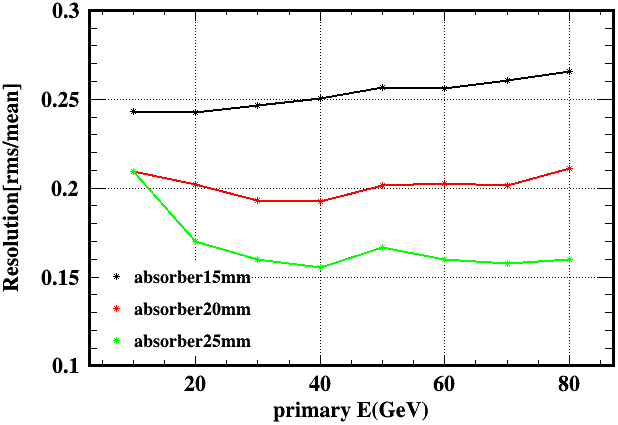 0.3
0.25
0.2
0.15
0.1
Resolution[rms/mean]
absorber15mm
absorber20mm
absorber25mm
20 40 60 80
primary E(GeV)